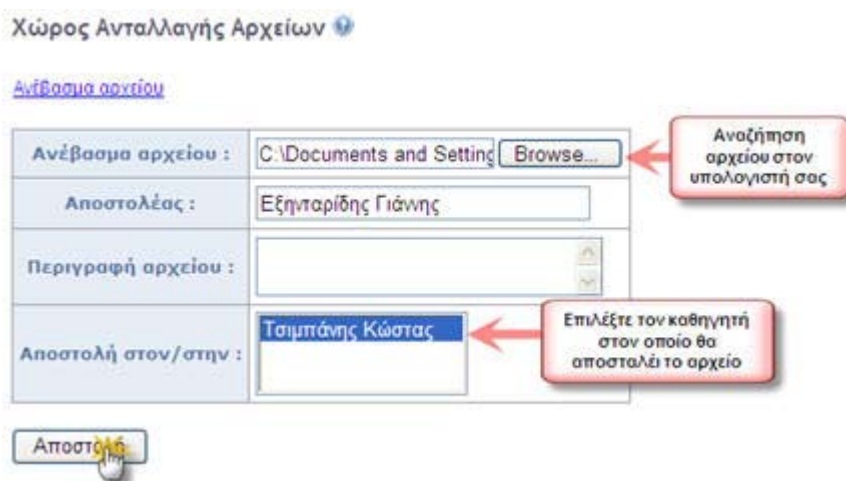 Χώρος Ανταλλαγής Αρχείων
Ανέβασμα αρχείου
Ανέβασμα αρχείου : C:\Documents and Setting Browse...
Αναζήτηση
αρχείου στον
υπολογιστή σας
Αποστολέας : Εξηνταρίδης Γιάννης
Περιγραφή αρχείου :
Αποστολή στον/στην : Τσιμπάνης Κώστας
Επιλέξτε τον καθηγητή
στον οποίο θα
αποσταλέι το αρχείο
Αποστολή